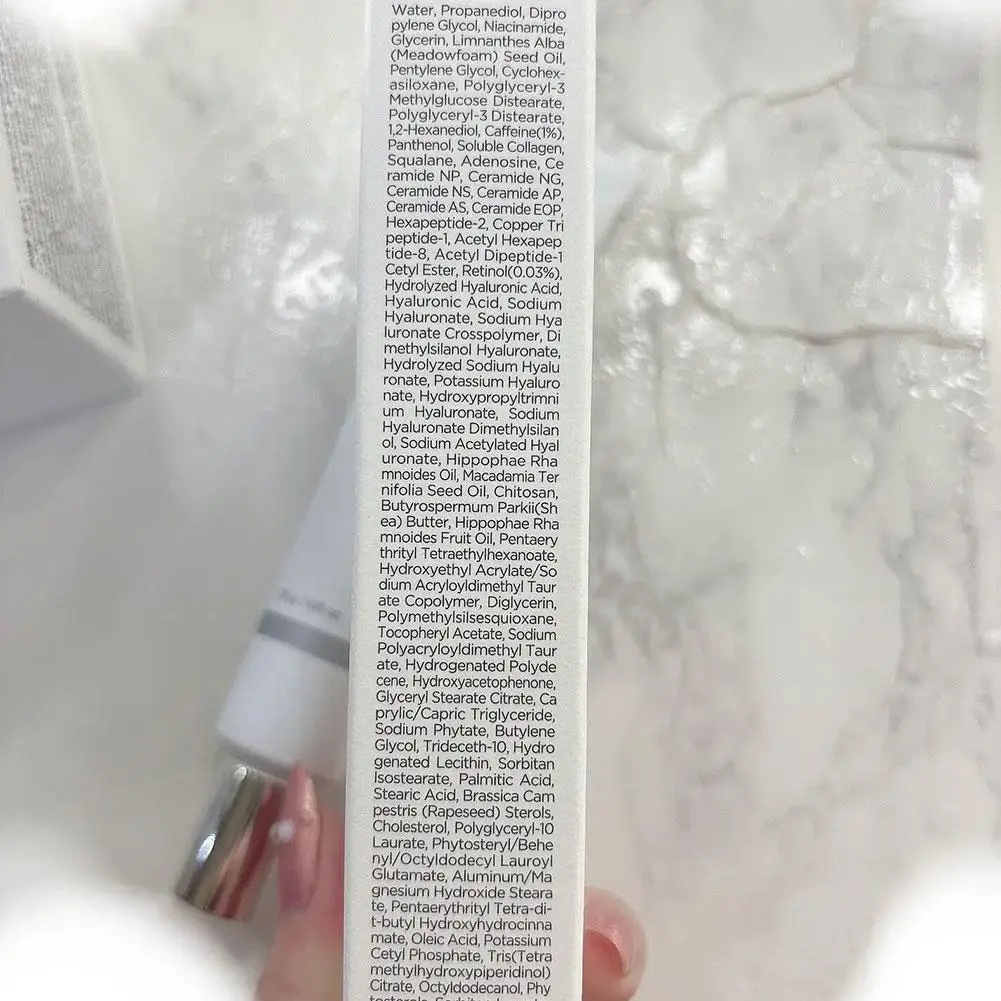 Water, Propanediol, Dipro
pylene Glycol, Niacinamide,
Glycerin, Limnanthes Alba
(Meadowfoam) Seed Oil,
Pentylene Glycol, Cyclohex-
asiloxane, Polyglyceryl-3
Methylglucose Distearate,
Polyglyceryl-3 Distearate,
1,2-Hexanediol, Caffeine(1%),
Panthenol, Soluble Collagen,
Squalane, Adenosine, Ce
ramide NP, Ceramide NG,
Ceramide NS, Ceramide AP,
Ceramide AS, Ceramide EOP,
Hexapeptide-2, Copper Tri
peptide-1, Acetyl Hexapep
tide-8, Acetyl Dipeptide-1
Cetyl Ester, Retinol(0.03%),
Hydrolyzed Hyaluronic Acid,
Hyaluronic Acid, Sodium
Hyaluronate, Sodium Hya
luronate Crosspolymer, Di
methylsilanol Hyaluronate,
Hydrolyzed Sodium Hyalu
ronate, Potassium Hyaluro
nate, Hydroxypropyltrimni
um Hyaluronate, Sodium
Hyaluronate Dimethylsilan
ol, Sodium Acetylated Hyal
uronate, Hippophae Rha
mnoides Oil, Macadamia Ter
nifolia Seed Oil, Chitosan,
Butyrospermum Parkii(Sh
ea) Butter, Hippophae Rha
mnoides Fruit Oil, Pentaery
thrityl Tetraethylhexanoate,
Hydroxyethyl Acrylate/So
dium Acryloyldimethyl Taur
ate Copolymer, Diglycerin,
Polymethylsilsesquioxane,
Tocopheryl Acetate, Sodium
Polyacryloyldimethyl Taur
ate, Hydrogenated Polyde
cene, Hydroxyacetophenone,
Glyceryl Stearate Citrate, Ca
prylic/Capric Triglyceride,
Sodium Phytate, Butylene
Glycol, Trideceth-10, Hydro
genated Lecithin, Sorbitan
Isostearate, Palmitic Acid,
Stearic Acid, Brassica Cam
pestris (Rapeseed) Sterols,
Cholesterol, Polyglyceryl-10
Laurate, Phytosteryl/Behe
nyl/Octyldodecyl Lauroyl
Glutamate, Aluminum/Ma
gnesium Hydroxide Steara
te, Pentaerythrityl Tetra-di-
t-butyl Hydroxyhydrocinna
mate, Oleic Acid, Potassium
Cetyl Phosphate, Tris(Tetra
methylhydroxypiperidinol)
Citrate, Octyldodecanol, Phy